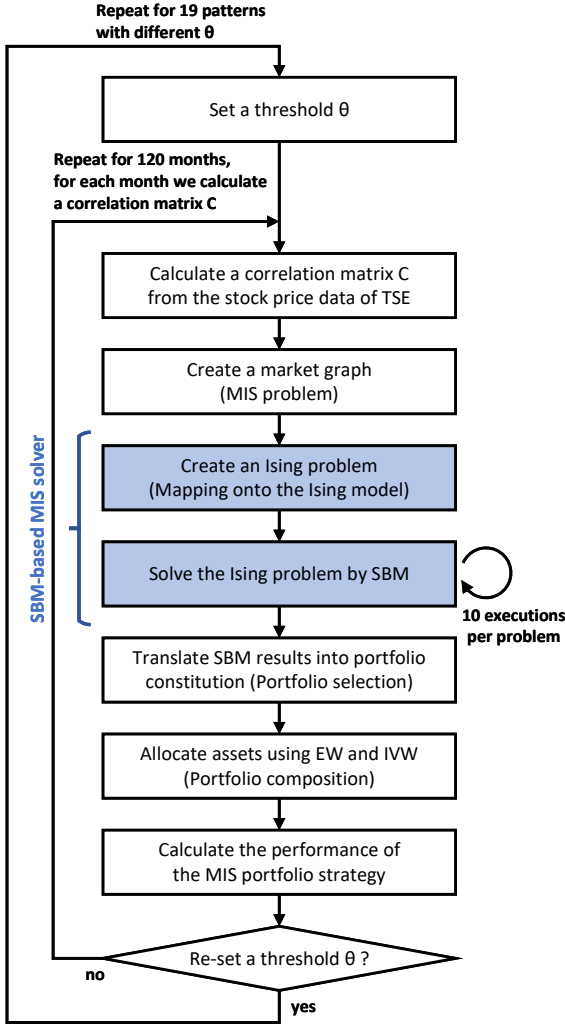 Repeat for 19 patterns
with different θ
Set a threshold θ
Repeat for 120 months,
for each month we calculate
a correlation matrix C
Calculate a correlation matrix C
from the stock price data of TSE
Create a market graph
(MIS problem)
SBM-based MIS solver
Create an Ising problem
(Mapping onto the Ising model)
Solve the Ising problem by SBM
10 executions
per problem
Translate SBM results into portfolio
constitution (Portfolio selection)
Allocate assets using EW and IVW
(Portfolio composition)
Calculate the performance of
the MIS portfolio strategy
Re-set a threshold θ ?
no
yes